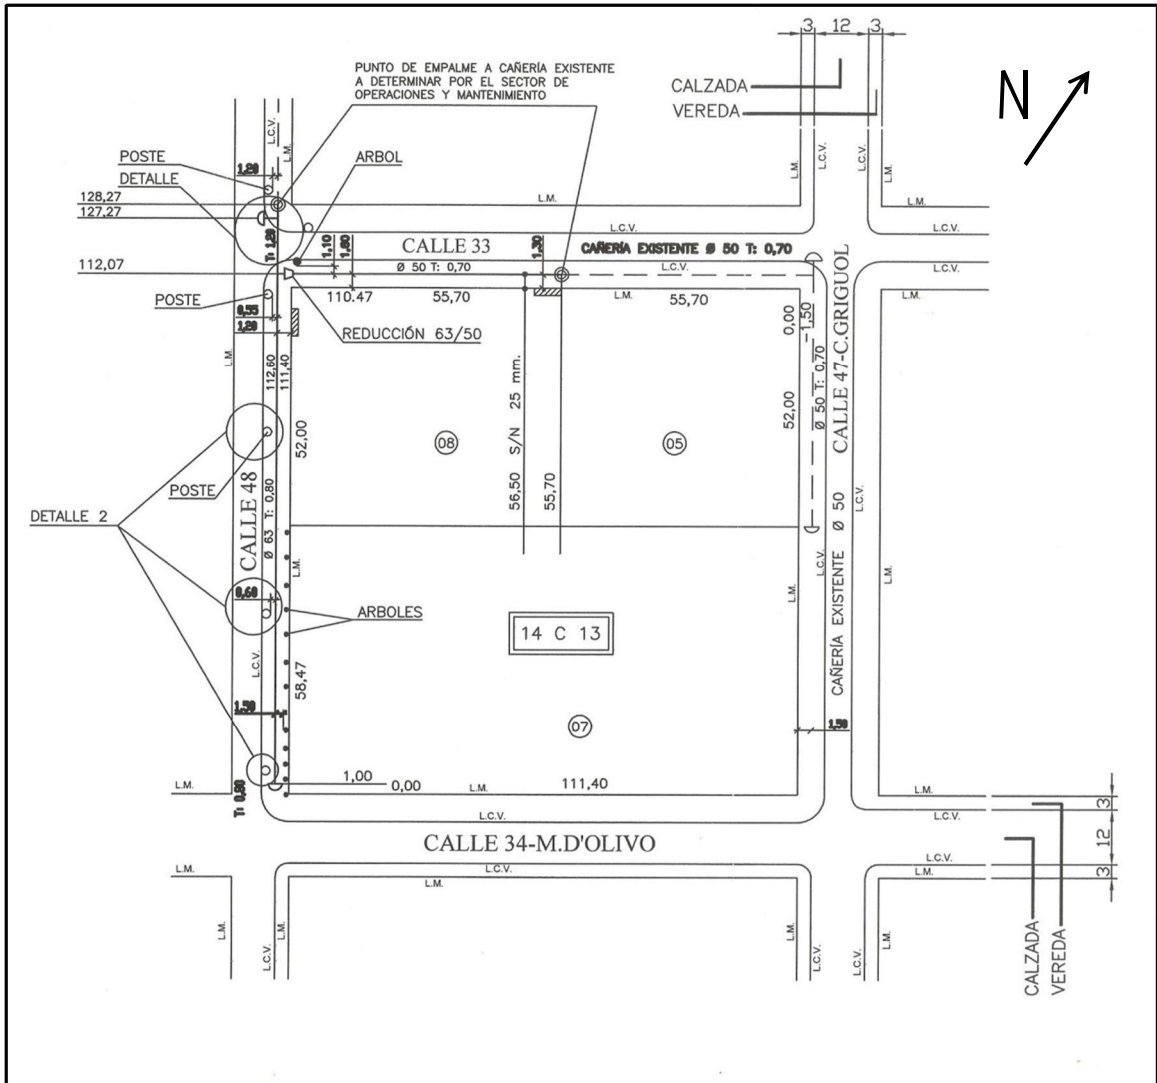 3 12 3
CALZADA
VEREDA
N
PUNTO DE EMPALME A CAÑERÍA EXISTENTE
A DETERMINAR POR EL SECTOR DE
OPERACIONES Y MANTENIMIENTO
L.C.V.
L.M.
L.M.
L.C.V.
L.C.V.
L.M.
POSTE
1,20
ARBOL
DETALLE
128,27
127,27
T: 1,20
L.M.
L.M.
L.C.V.
L.C.V.
1,10
1,60
CALLE 33
1,30
CAÑERÍA EXISTENTE Ø 50 T: 0,70
112,07
Ø 50 T: 0,70
L.C.V.
L.C.V.
POSTE
110.47
55,70
L.M.
55,70
L.M.
0,55
1,20
REDUCCIÓN 63/50
0,00
-1,50
L.M.
112,60
111,40
52,00
56,50 S/N 25 mm.
55,70
52,00
Ø 50 T: 0,70
CALLE 47-C.GRIGUOL
08
05
POSTE
CALLE 48
Ø 63 T: 0,80
L.C.V.
DETALLE 2
L.M.
L.C.V.
L.M.
CAÑERÍA EXISTENTE Ø 50
0,60
ARBOLES
L.M.
14 C 13
L.C.V.
58,47
1,50
07
1,50
1,00
0,00
L.M.
111,40
L.M.
L.M.
T: 0,80
L.C.V.
L.C.V.
3
12
3
CALLE 34-M.D'OLIVO
L.C.V.
L.C.V.
L.M.
L.M.
L.M.
L.M.
L.M.
L.C.V.
L.M.
L.C.V.
L.C.V.
L.M.
CALZADA
VEREDA